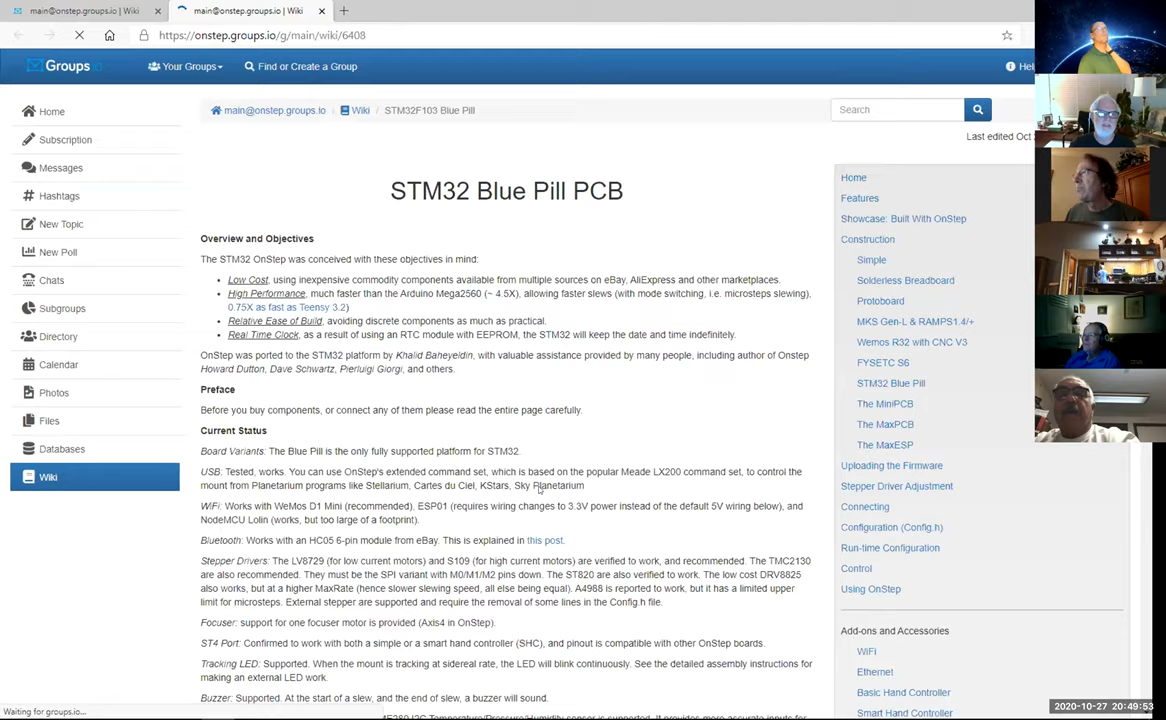 main@onstep.groups.io | Wiki
main@onstep.groups.io | Wiki
https://onstep.groups.io/g/main/wiki/6408
Groups.io
Your Groups
Find or Create a Group
Home
Subscription
Messages
Hashtags
New Topic
New Poll
Chats
Subgroups
Directory
Calendar
Photos
Files
Databases
Wiki
main@onstep.groups.io / Wiki / STM32F103 Blue Pill
Search
Last edited Oct
STM32 Blue Pill PCB
Overview and Objectives
The STM32 OnStep was conceived with these objectives in mind:
Low Cost, using inexpensive commodity components available from multiple sources on eBay, AliExpress and other marketplaces.
High Performance, much faster than the Arduino Mega2560 (~ 4.5X), allowing faster slews (with mode switching, i.e. microsteps slewing),
0.75X as fast as Teensy 3.2)
Relative Ease of Build, avoiding discrete components as much as practical.
Real Time Clock, as a result of using an RTC module with EEPROM, the STM32 will keep the date and time indefinitely.
OnStep was ported to the STM32 platform by Khalid Baheyeidin, with valuable assistance provided by many people, including author of Onstep
Howard Dutton, Dave Schwartz, Pierluigi Giorgi, and others.
Preface
Before you buy components, or connect any of them please read the entire page carefully.
Current Status
Board Variants: The Blue Pill is the only fully supported platform for STM32.
USB: Tested, works. You can use OnStep's extended command set, which is based on the popular Meade LX200 command set, to control the
mount from Planetarium programs like Stellarium, Cartes du Ciel, KStars, Sky Planetarium
WiFi: Works with WeMos D1 Mini (recommended), ESP01 (requires wiring changes to 3.3V power instead of the default 5V wiring below), and
NodeMCU Lolin (works, but too large of a footprint).
Bluetooth: Works with an HC05 6-pin module from eBay. This is explained in this post.
Stepper Drivers: The LV8729 (for low current motors) and S109 (for high current motors) are verified to work, and recommended. The TMC2130
are also recommended. They must be the SPI variant with M0/M1/M2 pins down. The ST820 are also verified to work. The low cost DRV8825
also works, but at a higher MaxRate (hence slower slewing speed, all else being equal). A4988 is reported to work, but it has a limited upper
limit for microsteps. External stepper are supported and require the removal of some lines in the Config.h file.
Focuser: support for one focuser motor is provided (Axis4 in OnStep).
ST4 Port: Confirmed to work with both a simple or a smart hand controller (SHC), and pinout is compatible with other OnStep boards.
Tracking LED: Supported. When the mount is tracking at sidereal rate, the LED will blink continuously. See the detailed assembly instructions for
making an external LED work.
Buzzer: Supported. At the start of a slew, and the end of slew, a buzzer will sound.
ME280 I2C Temperature/Pressure/Humidity sensor is supported. It provides more accurate inputs for
Home
Features
Showcase: Built With OnStep
Construction
Simple
Solderless Breadboard
Protoboard
MKS Gen-L & RAMPS1.4/+
Wemos R32 with CNC V3
FYSETC S6
STM32 Blue Pill
The MiniPCB
The MaxPCB
The MaxESP
Uploading the Firmware
Stepper Driver Adjustment
Connecting
Configuration (Config.h)
Run-time Configuration
Control
Using OnStep
Add-ons and Accessories
WiFi
Ethernet
Basic Hand Controller
Smart Hand Controller
Waiting for groups.io...
2020-10-27 20:49:53